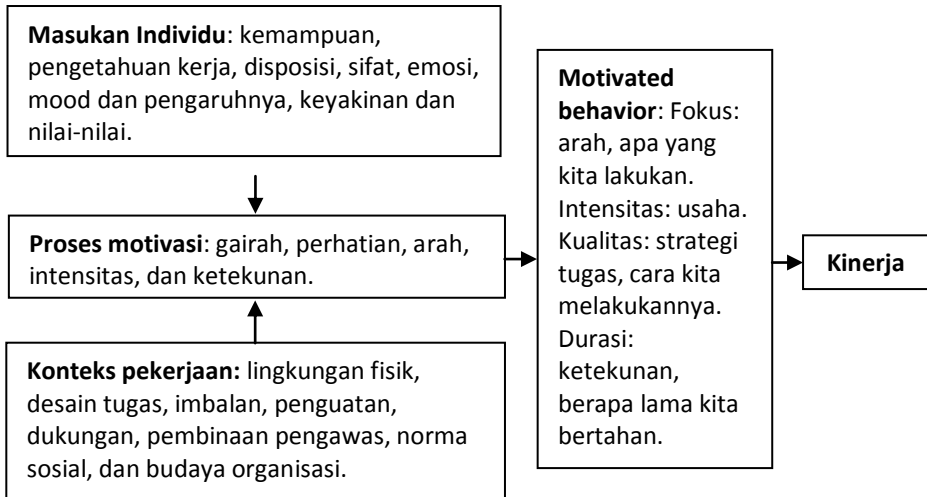 Masukan Individu: kemampuan,
pengetahuan kerja, disposisi, sifat, emosi,
mood dan pengaruhnya, keyakinan dan
nilai-nilai.
Proses motivasi: gairah, perhatian, arah,
intensitas, dan ketekunan.
Konteks pekerjaan: lingkungan fisik,
desain tugas, imbalan, penguatan,
dukungan, pembinaan pengawas, norma
sosial, dan budaya organisasi.
Motivated
behavior: Fokus:
arah, apa yang
kita lakukan.
Intensitas: usaha.
Kualitas: strategi
tugas, cara kita
melakukannya.
Durasi:
ketekunan,
berapa lama kita
bertahan.
Kinerja